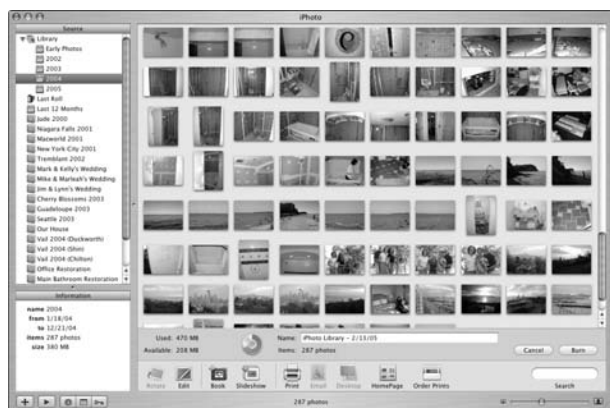 iPhoto
Source
Library
Early Photos
2002
2003
2004
2005
Last Roll
Last 12 Months
Jude 2000
Niagara Falls 2001
Macworld 2001
New York City 2001
Tremblant 2002
Mark & Kelly's Wedding
Mike & Marleah's Wedding
Jim & Lynn's Wedding
Cherry Blossoms 2003
Guadeloupe 2003
Seattle 2003
Our House
Vail 2004 (Duckworth)
Vail 2004 (Shin)
Vail 2004 (Chilton)
Office Restoration
Main Bathroom Restoration
Information
name 2004
from 1/18/04
to 12/21/04
items 287 photos
size 380 MB
Used: 470 MB
Available: 208 MB
Name: iPhoto Library - 2/13/05
Items: 287 photos
Cancel
Burn
Rotate
Edit
Book
Slideshow
Print
Email
Desktop
HomePage
Order Prints
Search
287 photos